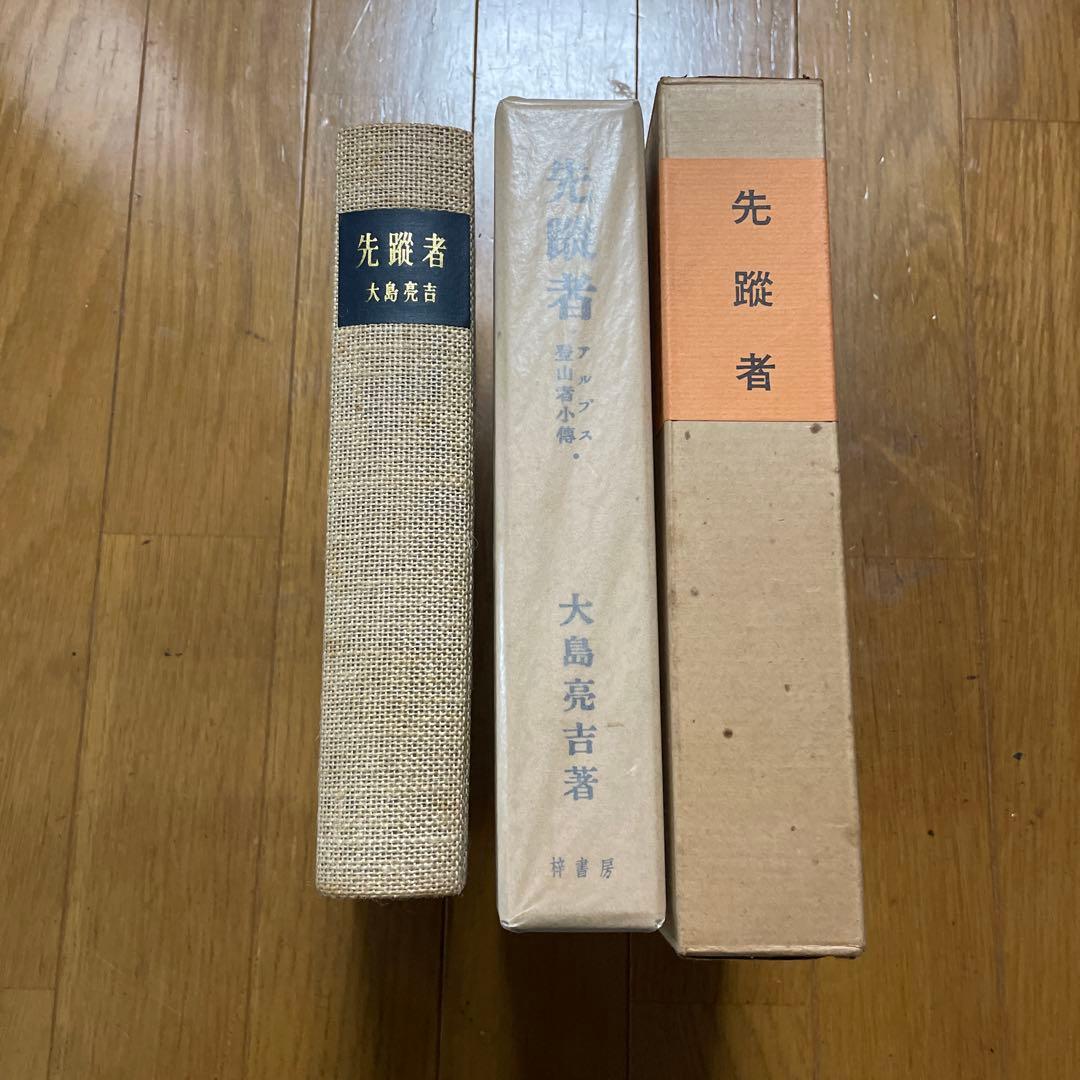 先蹤者
大島亮吉
先蹤者
アルプス・
登山者小傳
大島亮吉著
梓書房
先蹤者